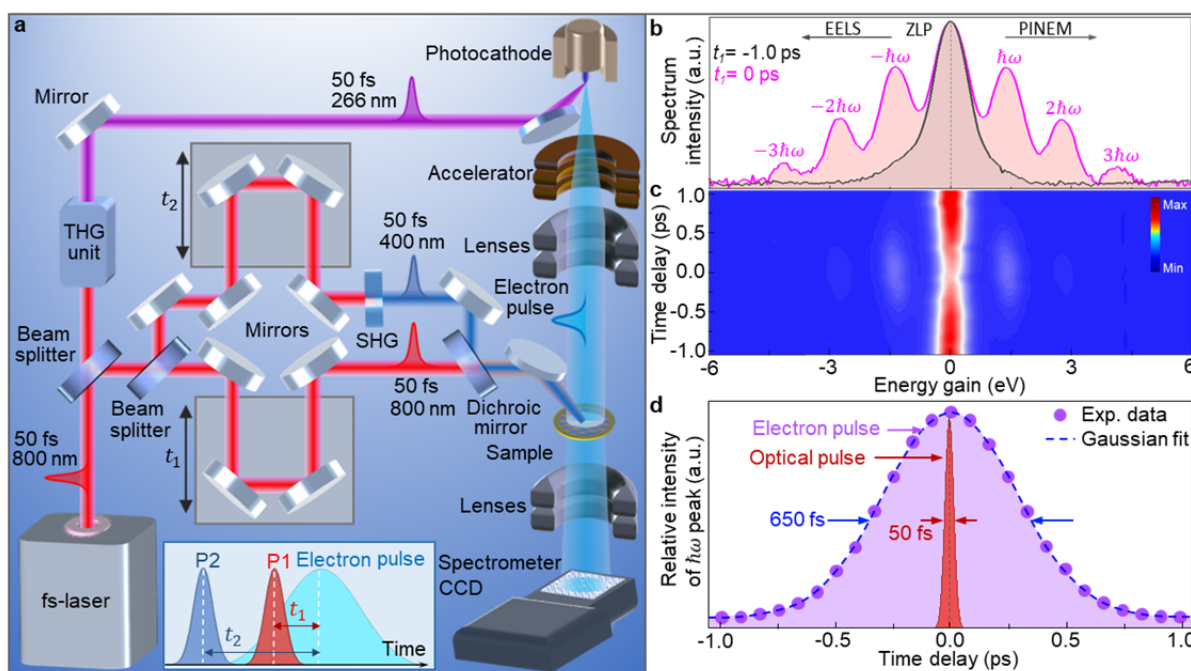 a
Photocathode
50 fs
266 nm
Mirror
t₂
Accelerator
THG
unit
50 fs
400 nm
Lenses
Electron
pulse
Mirrors
SHG
Beam
splitter
50 fs
800 nm
Beam
splitter
Dichroic
mirror
50 fs
800 nm
t₁
Sample
Lenses
fs-laser
P2
P1
Electron pulse
t₁
t₂
Time
Spectrometer
CCD
b
EELS
ZLP
PINEM
t₁= -1.0 ps
t₁= 0 ps
−ℏω
ℏω
−2ℏω
2ℏω
−3ℏω
3ℏω
Spectrum
intensity (a.u.)
c
Max
Min
1.0
0.5
0.0
-0.5
-1.0
Time delay (ps)
-6
-3
0
3
6
Energy gain (eV)
d
Electron pulse
Optical pulse
Exp. data
Gaussian fit
650 fs
50 fs
Relative intensity
of ℏω peak (a.u.)
-1.0
-0.5
0.0
0.5
1.0
Time delay (ps)